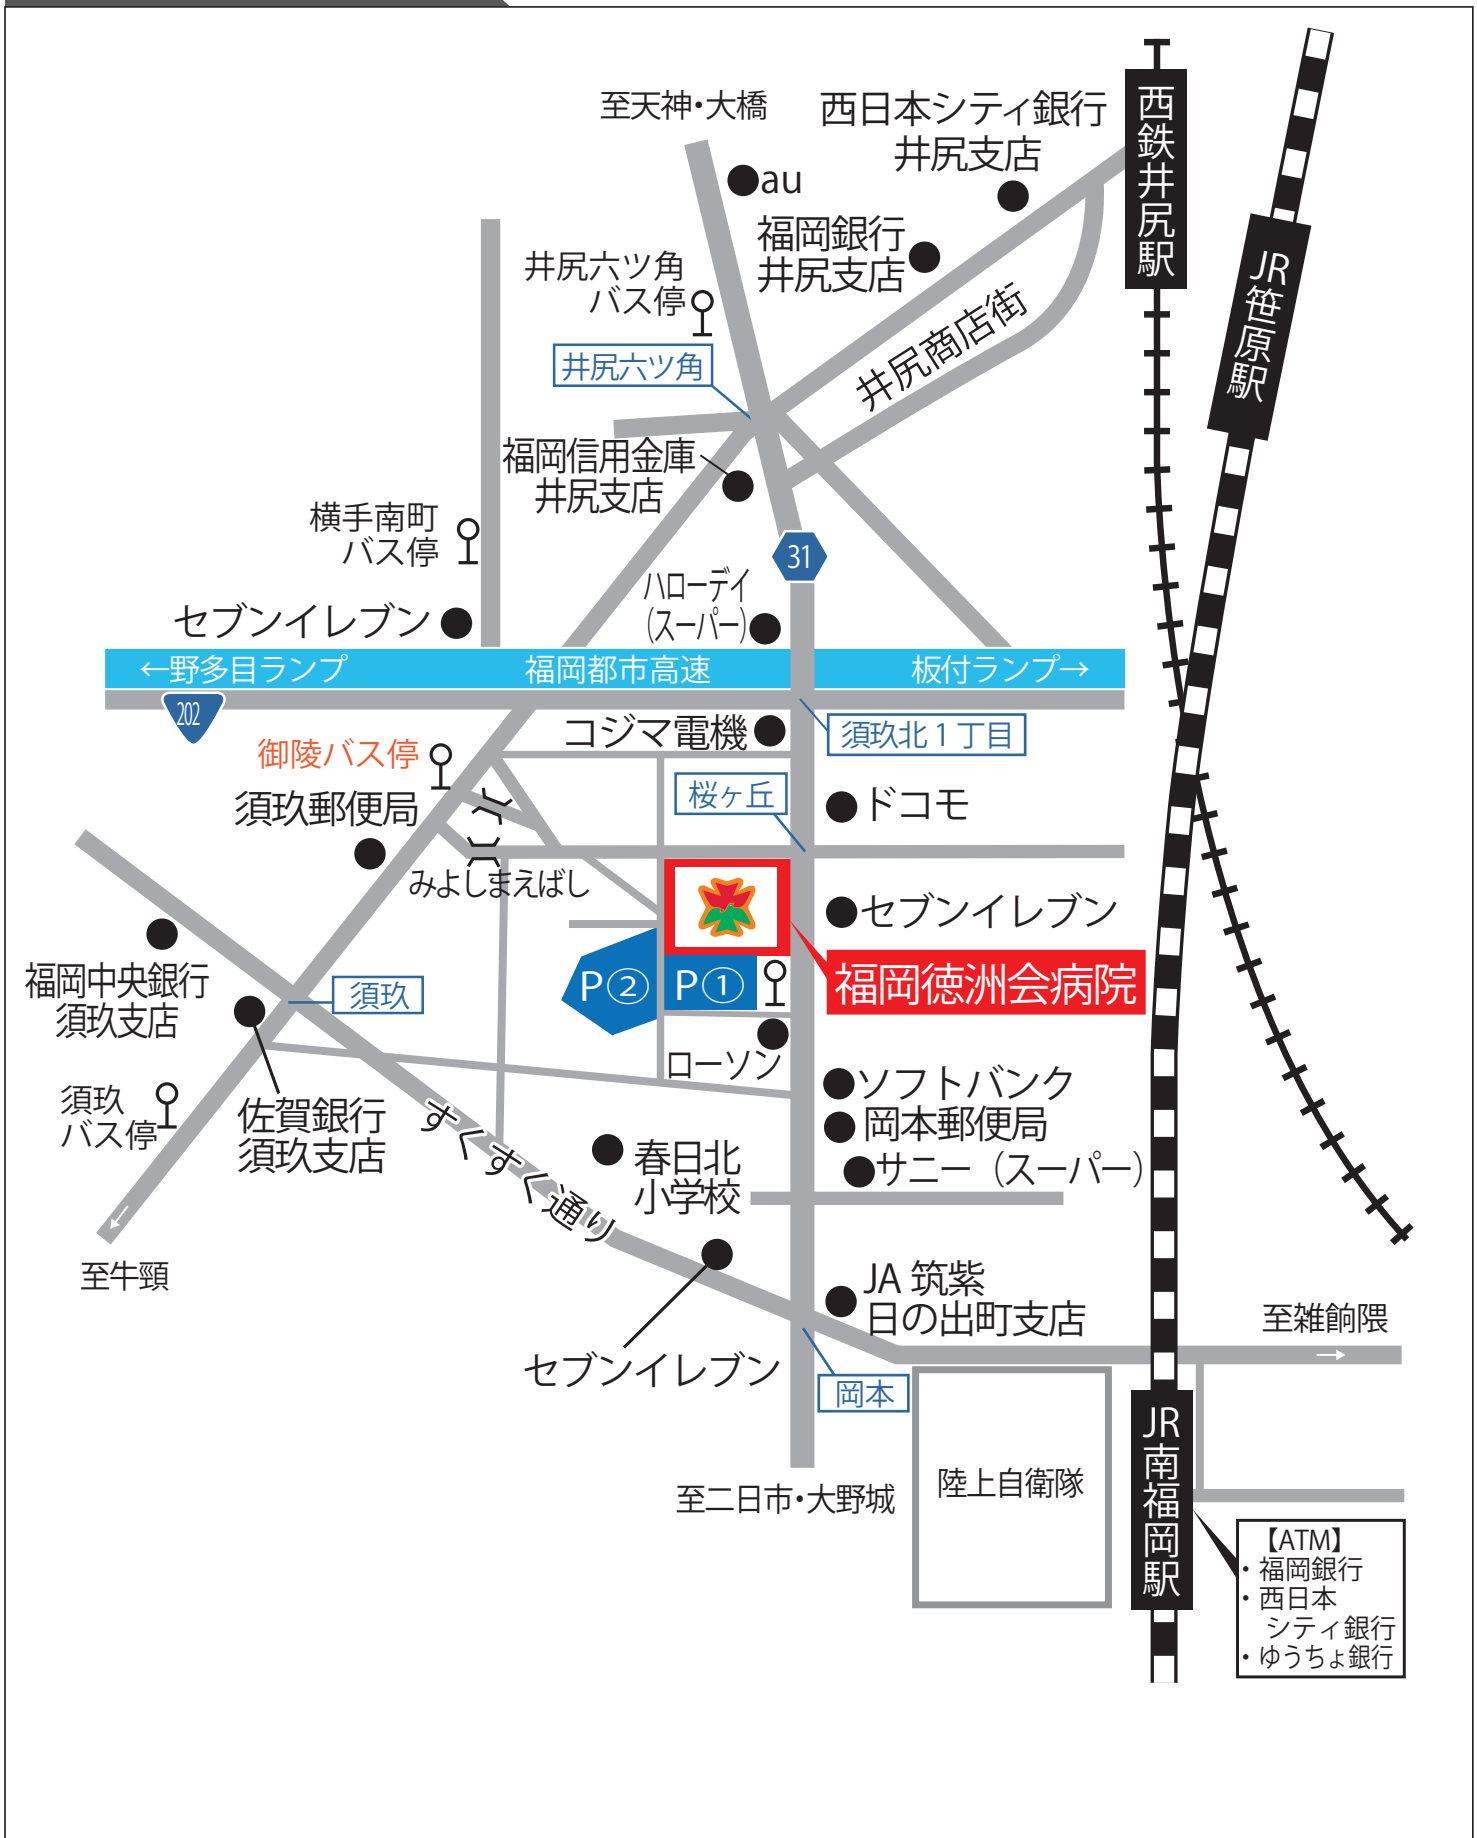 至天神・大橋
西日本シティ銀行
井尻支店
西鉄井尻駅
au
福岡銀行
井尻支店
JR笹原駅
井尻六ツ角
バス停
井尻商店街
井尻六ツ角
福岡信用金庫
井尻支店
横手南町
バス停
31
ハローデイ
(スーパー)
セブンイレブン
←野多目ランプ
福岡都市高速
板付ランプ→
202
コジマ電機
須玖北1丁目
御陵バス停
桜ヶ丘
ドコモ
須玖郵便局
みよしまえばし
セブンイレブン
福岡中央銀行
須玖支店
須玖
P②
P①
福岡徳洲会病院
ローソン
ソフトバンク
須玖
バス停
佐賀銀行
須玖支店
すぐすぐ通り
岡本郵便局
春日北
小学校
サニー（スーパー）
至牛頸
JA 筑紫
日の出町支店
至雑餉隈
セブンイレブン
岡本
JR南福岡駅
陸上自衛隊
至二日市・大野城
【ATM】
・福岡銀行
・西日本
シティ銀行
・ゆうちょ銀行